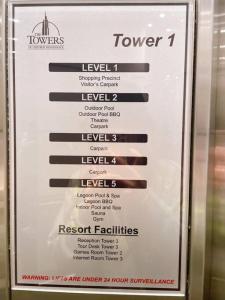 THE
TOWERS
Tower 1
LEVEL 1
Shopping Precinct
Visitor's Carpark
LEVEL 2
Outdoor Pool
Outdoor Pool BBQ
Theatre
Carpark
LEVEL 3
Carpark
LEVEL 4
Carpark
LEVEL 5
Lagoon Pool & Spa
Lagoon BBQ
Indoor Pool and Spa
Sauna
Gym
Resort Facilities
Reception Tower 3
Tour Desk Tower 3
Games Room Tower 2
Internet Room Tower 3
WARNING: LIFTS ARE UNDER 24 HOUR SURVEILLANCE